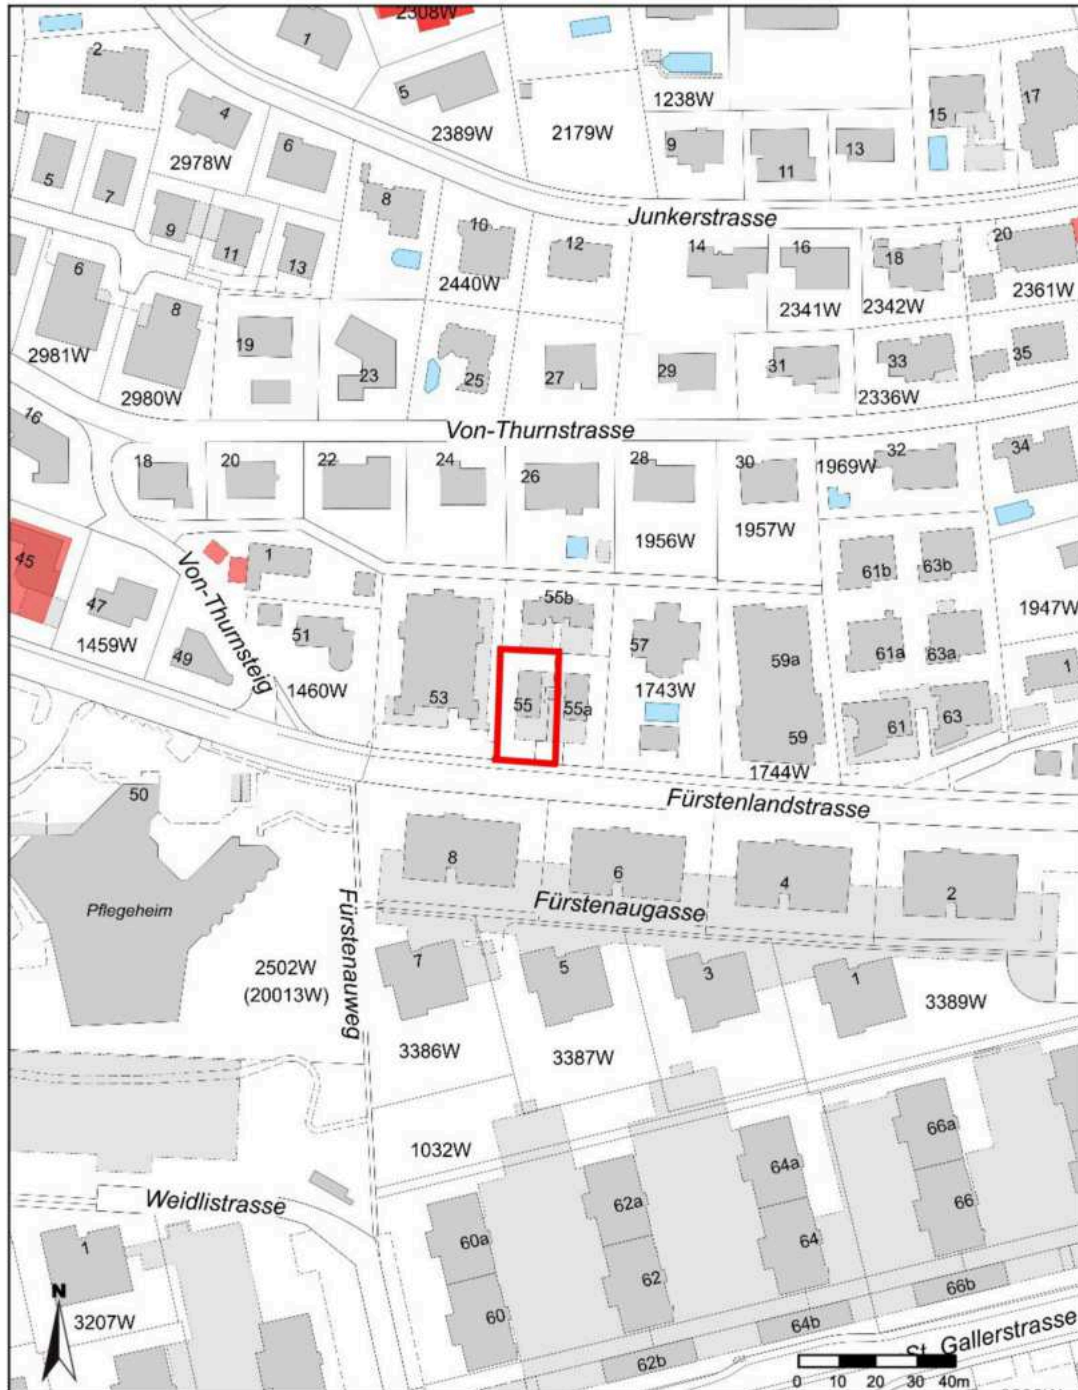 2308W
1
2
5
1238W
15
17
4
2389W
2179W
9
13
6
2978W
11
5
7
8
Junkerstrasse
9
10
12
14
16
18
20
11
13
6
2440W
2341W
2342W
2361W
8
19
2981W
23
25
27
29
31
33
35
2980W
2336W
16
Von-Thurnstrasse
18
20
22
24
26
28
30
1969W
32
34
1956W
1957W
45
1
61b
63b
47
Von-Thurnsteig
55b
1947W
1459W
49
51
57
59a
61a
63a
1
1460W
53
55
55a
1743W
61
63
59
1744W
50
Fürstenlandstrasse
8
6
4
2
Pflegeheim
Fürstenaugasse
Fürstenauweg
7
5
3
1
2502W
(20013W)
3389W
3386W
3387W
1032W
66a
64a
Weidlistrasse
62a
66
60a
64
1
62
66b
N
60
64b
3207W
St. Gallerstrasse
62b
0 10 20 30 40m